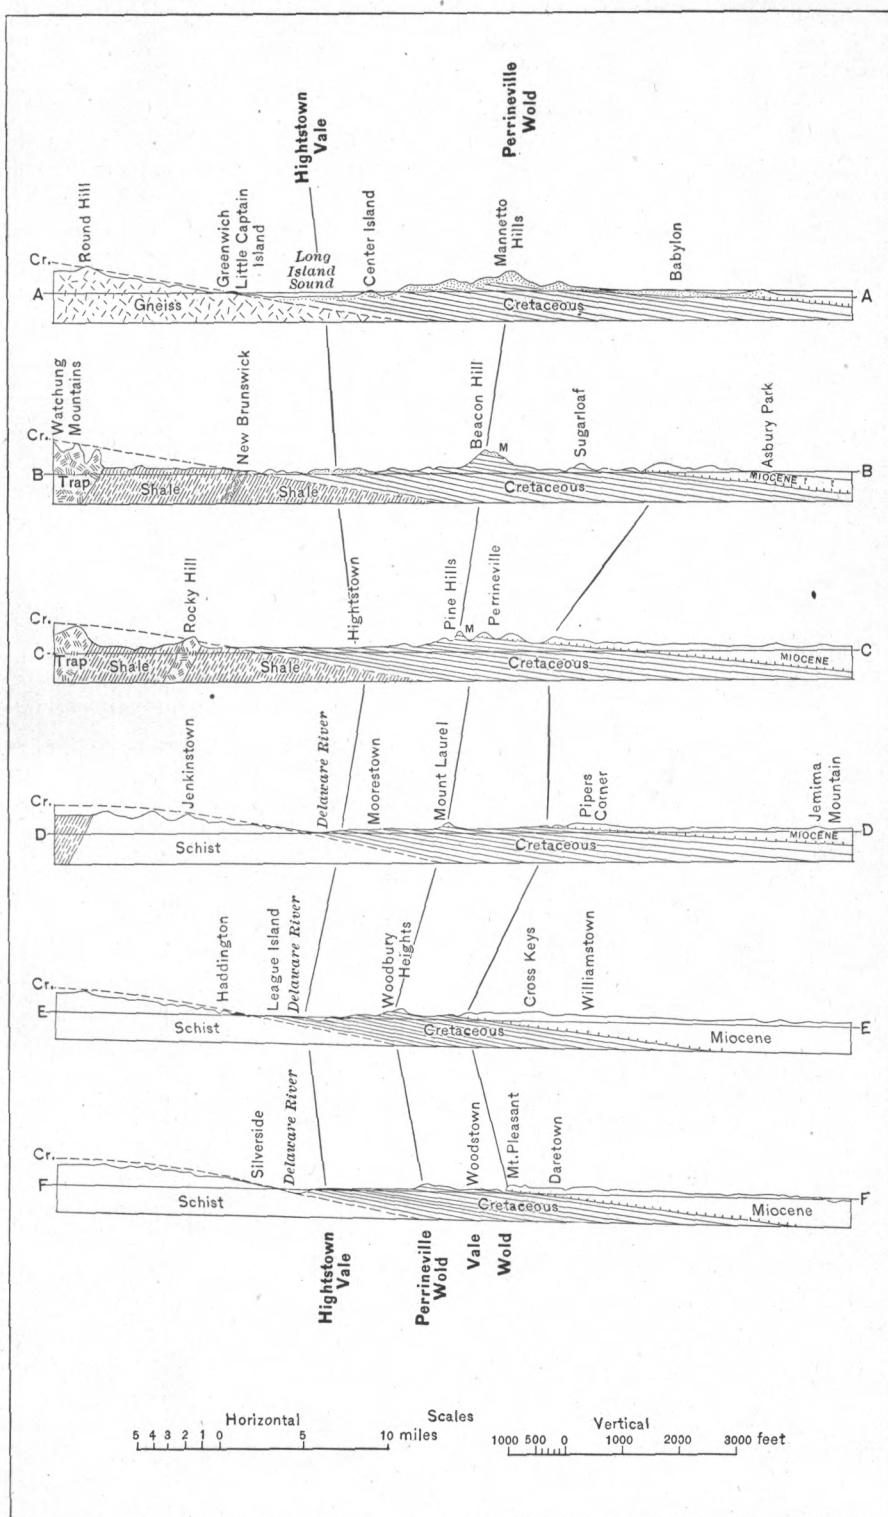 Hightstown
Vale
Perrineville
Wold
Cr.
Round Hill
Greenwich
Little Captain
Island
Long
Island
Sound
Center Island
Mannetto
Hills
Babylon
A
A
Gneiss
Cretaceous
Cr.
Watchung
Mountains
New Brunswick
Beacon Hill
M
Sugarloaf
Asbury Park
B
B
Trap
Shale
Shale
Cretaceous
MIOCENE ?
?
Cr.
Rocky Hill
Hightstown
Pine Hills
M
Perrineville
C
C
Trap
Shale
Shale
Cretaceous
MIOCENE
Cr.
Jenkinstown
Delaware River
Moorestown
Mount Laurel
Pipers
Corner
Jemima
Mountain
D
D
Schist
Cretaceous
MIOCENE
Cr.
Haddington
League Island
Delaware River
Woodbury
Heights
Cross Keys
Williamstown
E
E
Schist
Cretaceous
Miocene
Cr.
Silverside
Delaware River
Woodstown
Mt. Pleasant
Daretown
F
F
Schist
Cretaceous
Miocene
Hightstown
Vale
Perrineville
Wold
Vale
Wold
Scales
Horizontal
5 4 3 2 1 0 5 10 miles
Vertical
1000 500 0 1000 2000 3000 feet